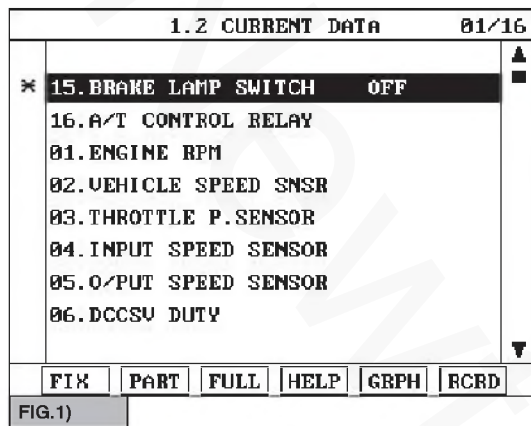 1.2 CURRENT DATA 01/16
* 15.BRAKE LAMP SWITCH OFF
16.A/T CONTROL RELAY
01.ENGINE RPM
02.VEHICLE SPEED SNSR
03.THROTTLE P.SENSOR
04.INPUT SPEED SENSOR
05.O/PUT SPEED SENSOR
06.DCCSV DUTY
FIX PART FULL HELP GRPH RCRD
FIG.1)